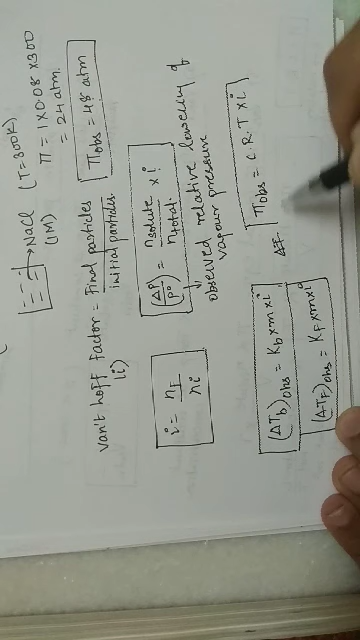 → NaCl (T=300K)
(1M) π = 1×0.08×300
= 24 atm.
πobs = 48 atm
van't hoff factor = Final particles / initial particles
(i)
i = nf / ni
(ΔP / P°) = nsolute / ntotal × i
observed relative lowering of
vapour pressure
(ΔTb)obs = Kb×m×i
πobs = C.R.T×i
(ΔTF)obs = KF×m×i